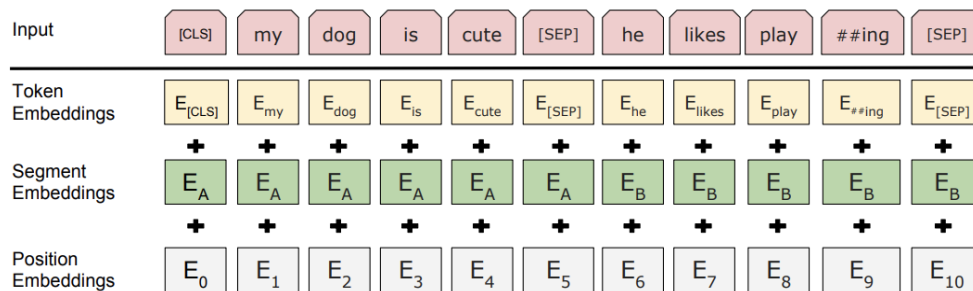 Input [CLS] my dog is cute [SEP] he likes play ##ing [SEP]
Token Embeddings E[CLS] Emy Edog Eis Ecute E[SEP] Ehe Elikes Eplay E##ing E[SEP]
+ + + + + + + + + + +
Segment Embeddings EA EA EA EA EA EA EB EB EB EB EB
+ + + + + + + + + + +
Position Embeddings E0 E1 E2 E3 E4 E5 E6 E7 E8 E9 E10